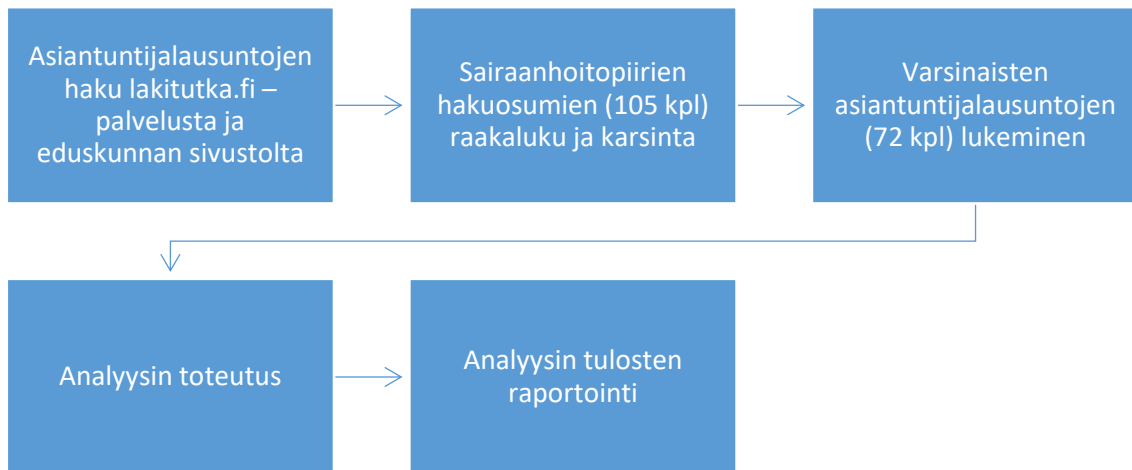 Asiantuntijalausuntojen
haku lakitutka.fi –
palvelusta ja
eduskunnan sivustolta
Sairaanhoitopiirien
hakuosumien (105 kpl)
raakaluku ja karsinta
Varsinaisten
asiantuntijalausuntojen
(72 kpl) lukeminen
Analyysin toteutus
Analyysin tulosten
raportointi